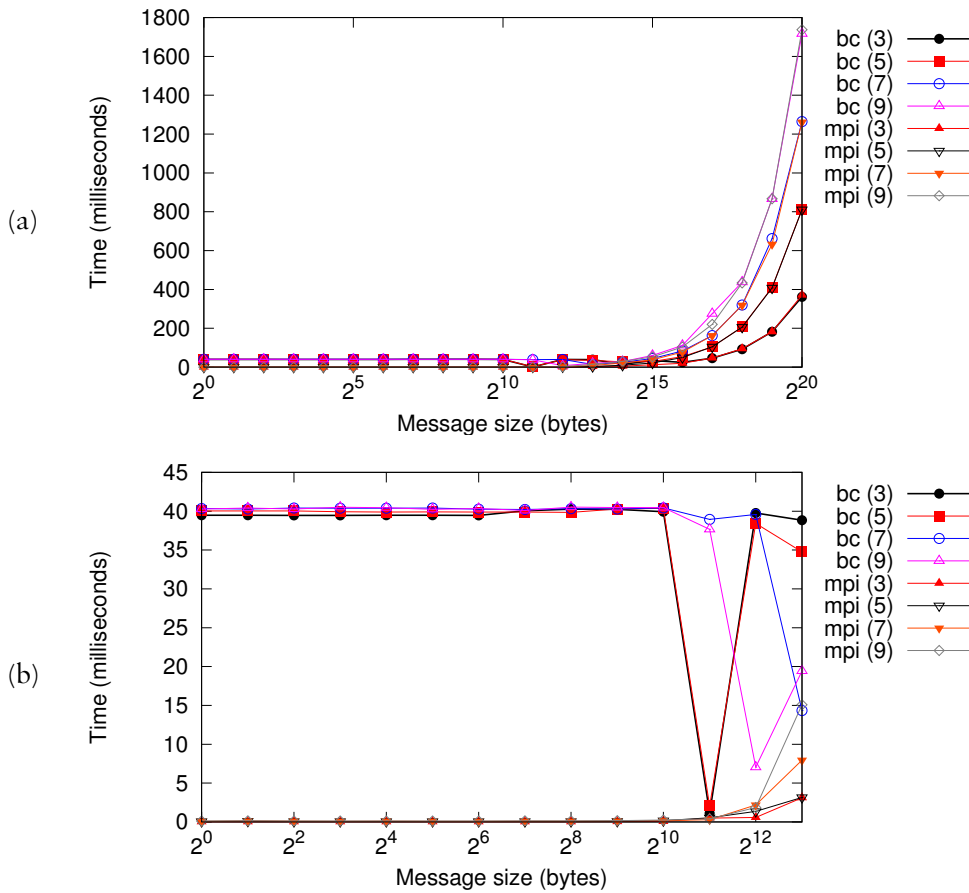 (a)
Time (milliseconds)
1800
1600
1400
1200
1000
800
600
400
200
0
2^0 2^5 2^10 2^15 2^20
Message size (bytes)
bc (3)
bc (5)
bc (7)
bc (9)
mpi (3)
mpi (5)
mpi (7)
mpi (9)
(b)
Time (milliseconds)
45
40
35
30
25
20
15
10
5
0
2^0 2^2 2^4 2^6 2^8 2^10 2^12
Message size (bytes)
bc (3)
bc (5)
bc (7)
bc (9)
mpi (3)
mpi (5)
mpi (7)
mpi (9)